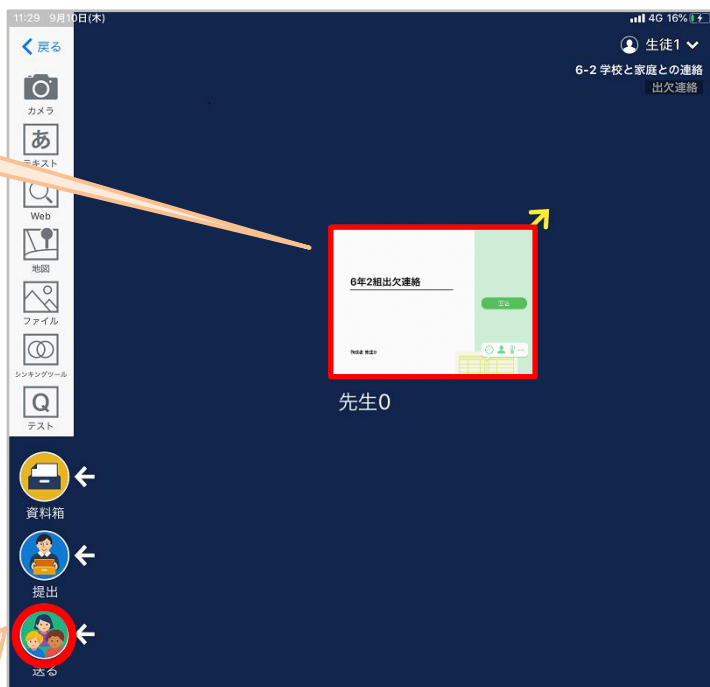 11:29 9月10日(木)
4G 16%
戻る
生徒1
6-2 学校と家庭との連絡
出欠連絡
カメラ
あ
テキスト
Web
地図
ファイル
シンキングツール
Q
テスト
6年2組出欠連絡
先生0
資料箱
提出
送る